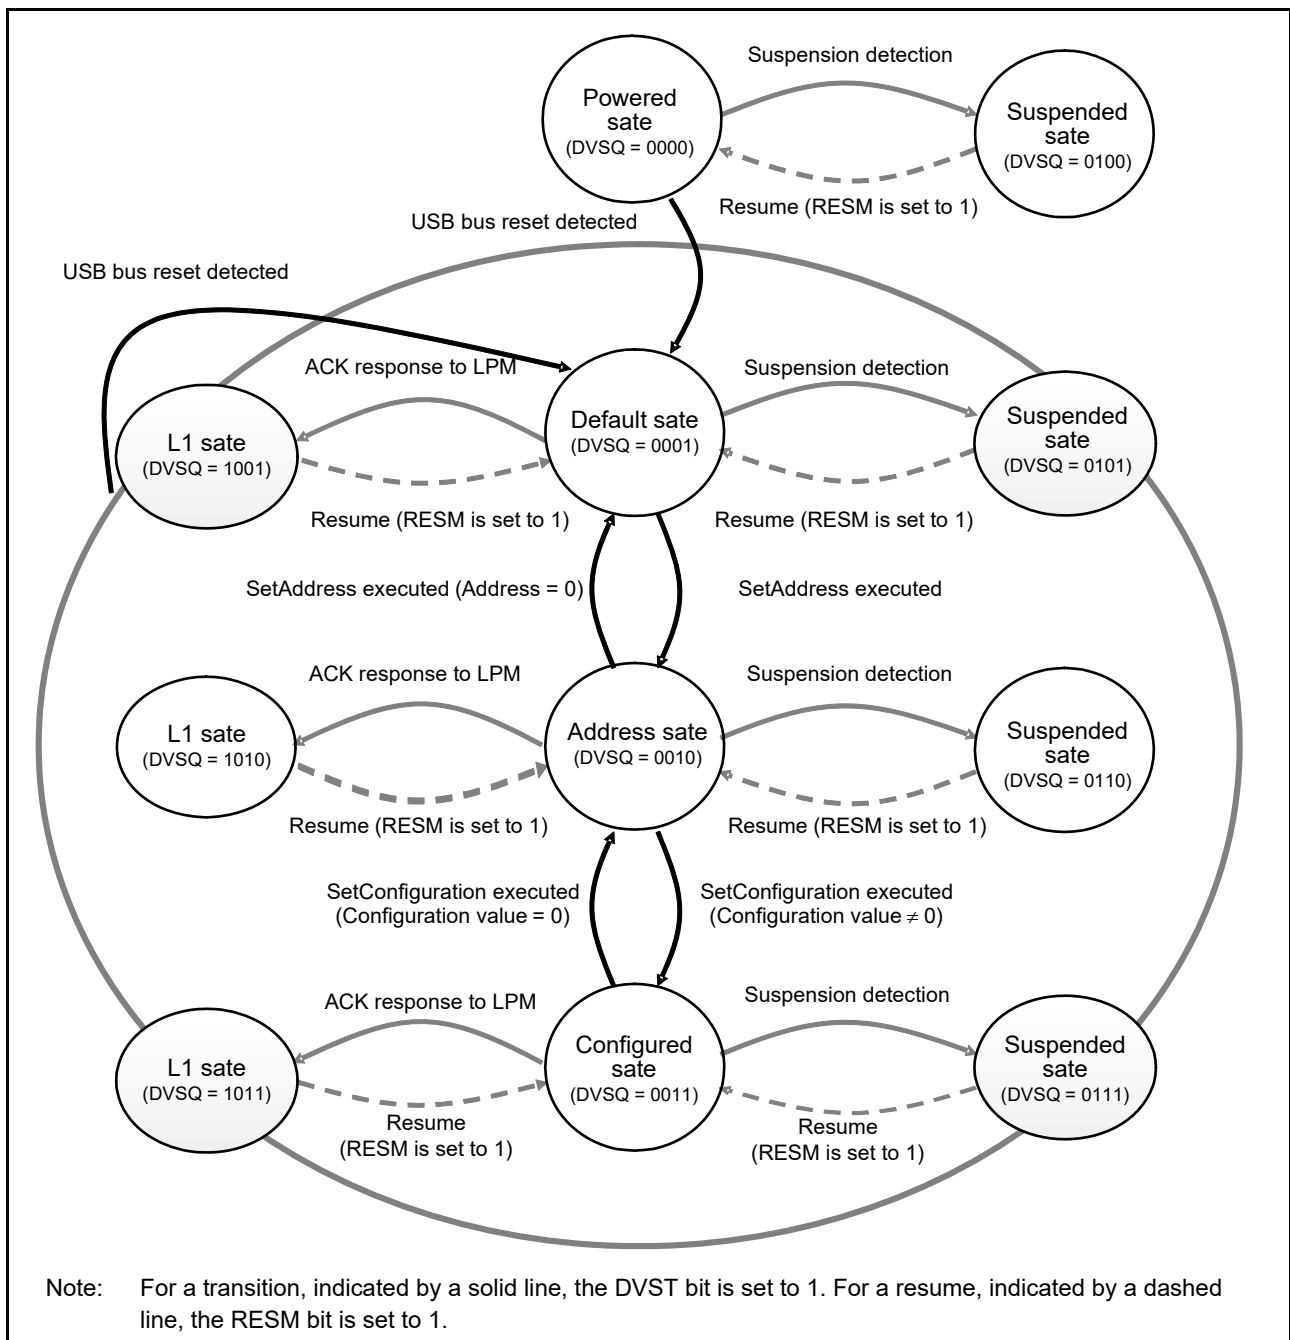 Suspension detection
Powered
sate
(DVSQ = 0000)
Suspended
sate
(DVSQ = 0100)
Resume (RESM is set to 1)
USB bus reset detected
USB bus reset detected
ACK response to LPM
Suspension detection
L1 sate
(DVSQ = 1001)
Default sate
(DVSQ = 0001)
Suspended
sate
(DVSQ = 0101)
Resume (RESM is set to 1)
Resume (RESM is set to 1)
SetAddress executed (Address = 0)
SetAddress executed
ACK response to LPM
Suspension detection
L1 sate
(DVSQ = 1010)
Address sate
(DVSQ = 0010)
Suspended
sate
(DVSQ = 0110)
Resume (RESM is set to 1)
Resume (RESM is set to 1)
SetConfiguration executed
(Configuration value = 0)
SetConfiguration executed
(Configuration value ≠ 0)
ACK response to LPM
Suspension detection
L1 sate
(DVSQ = 1011)
Configured
sate
(DVSQ = 0011)
Suspended
sate
(DVSQ = 0111)
Resume
(RESM is set to 1)
Resume
(RESM is set to 1)
Note: For a transition, indicated by a solid line, the DVST bit is set to 1. For a resume, indicated by a dashed
line, the RESM bit is set to 1.